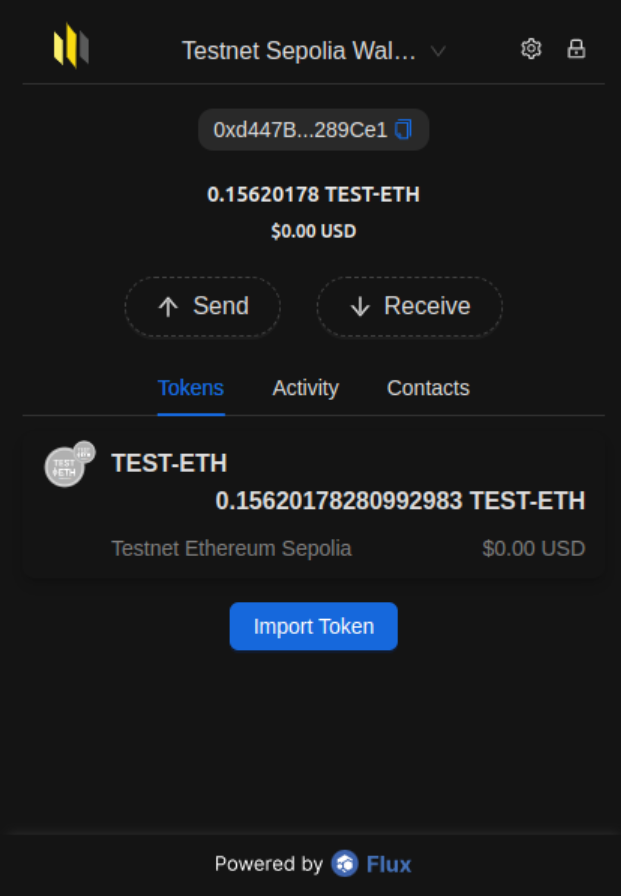 Testnet Sepolia Wal...
0xd447B...289Ce1
0.15620178 TEST-ETH
$0.00 USD
Send
Receive
Tokens
Activity
Contacts
TEST
ETH
TEST-ETH
0.15620178280992983 TEST-ETH
Testnet Ethereum Sepolia
$0.00 USD
Import Token
Powered by Flux